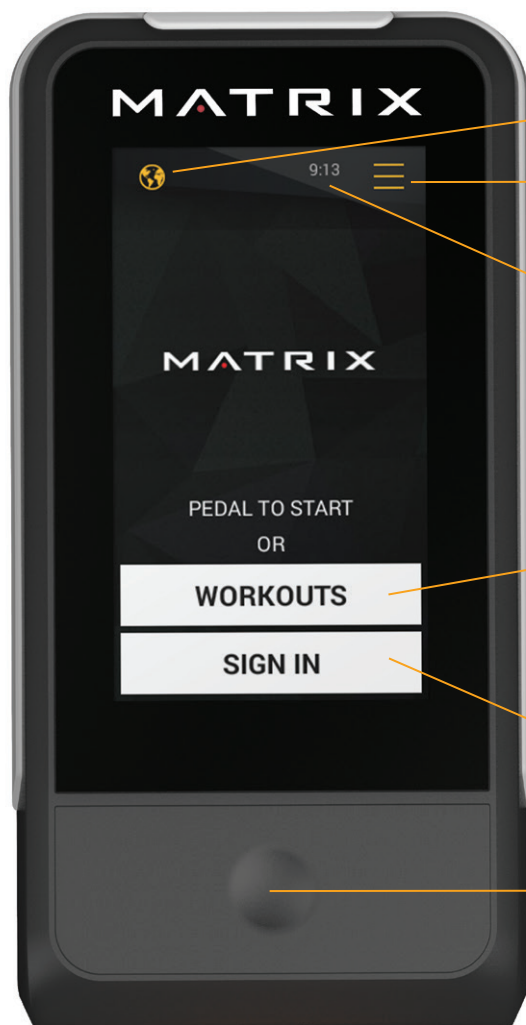 MATRIX
9:13
MATRIX
PEDAL TO START
OR
WORKOUTS
SIGN IN